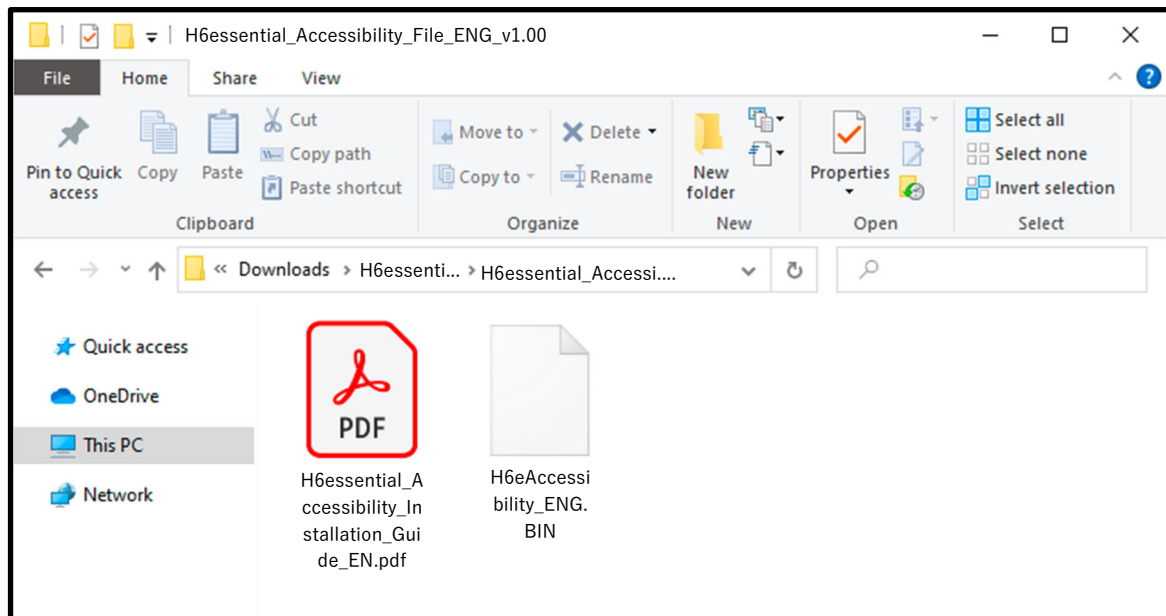 H6essential_Accessibility_File_ENG_v1.00
File Home Share View
Pin to Quick access
Copy
Paste
Cut
Copy path
Paste shortcut
Clipboard
Move to
Copy to
Delete
Rename
Organize
New folder
New
Properties
Open
Select all
Select none
Invert selection
Select
« Downloads > H6essenti... > H6essential_Accessi....
Quick access
OneDrive
This PC
Network
PDF
H6essential_A
ccessibility_In
stallation_Gui
de_EN.pdf
H6eAccessi
bility_ENG.
BIN